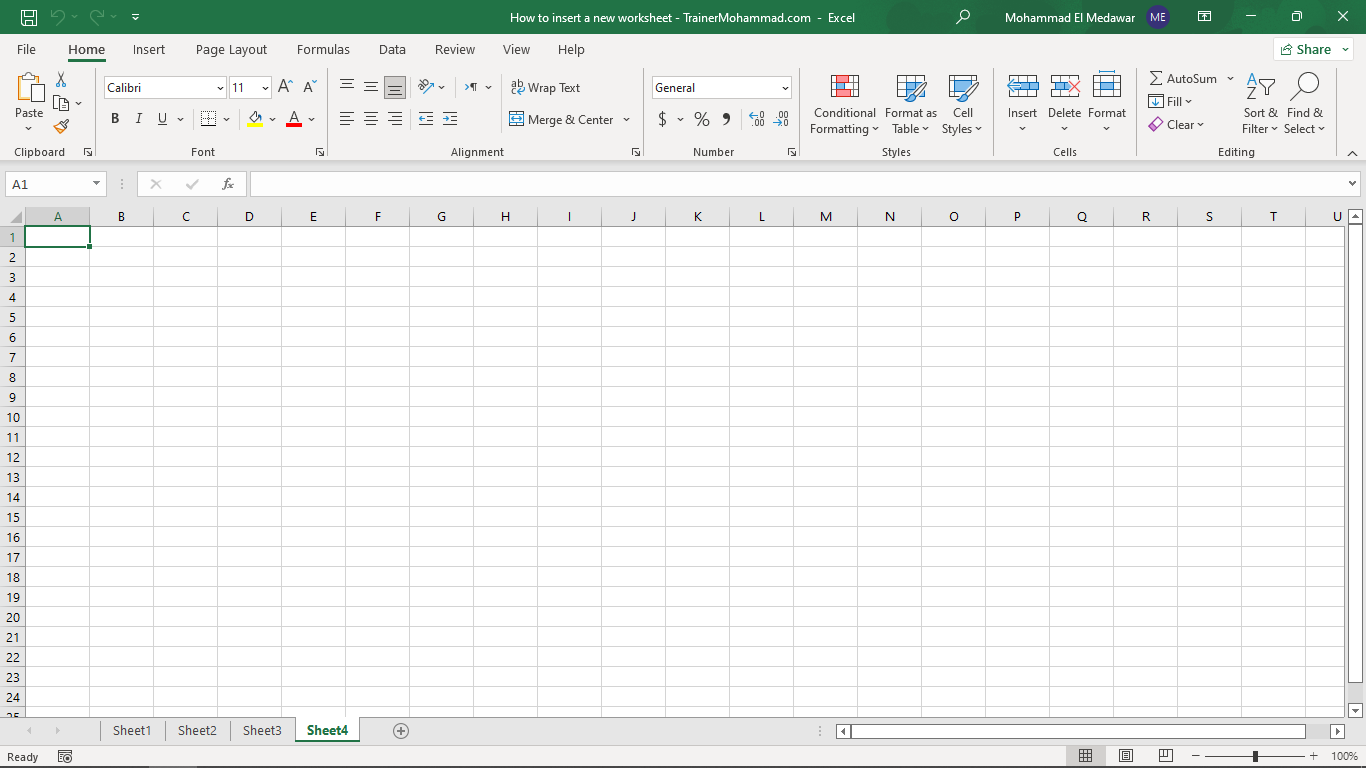 How to insert a new worksheet - TrainerMohammad.com - Excel
Mohammad El Medawar ME
File Home Insert Page Layout Formulas Data Review View Help Share
Calibri 11 ab Wrap Text General AutoSum
Paste Fill
B I U A Merge & Center $ % Clear
Conditional Formatting
Format as Table
Cell Styles
Insert Delete Format
Sort & Filter
Find & Select
Clipboard Font Alignment Number Styles Cells Editing
A1 fx
A B C D E F G H I J K L M N O P Q R S T U
1
2
3
4
5
6
7
8
9
10
11
12
13
14
15
16
17
18
19
20
21
22
23
24
25
Sheet1 Sheet2 Sheet3 Sheet4
Ready 100%